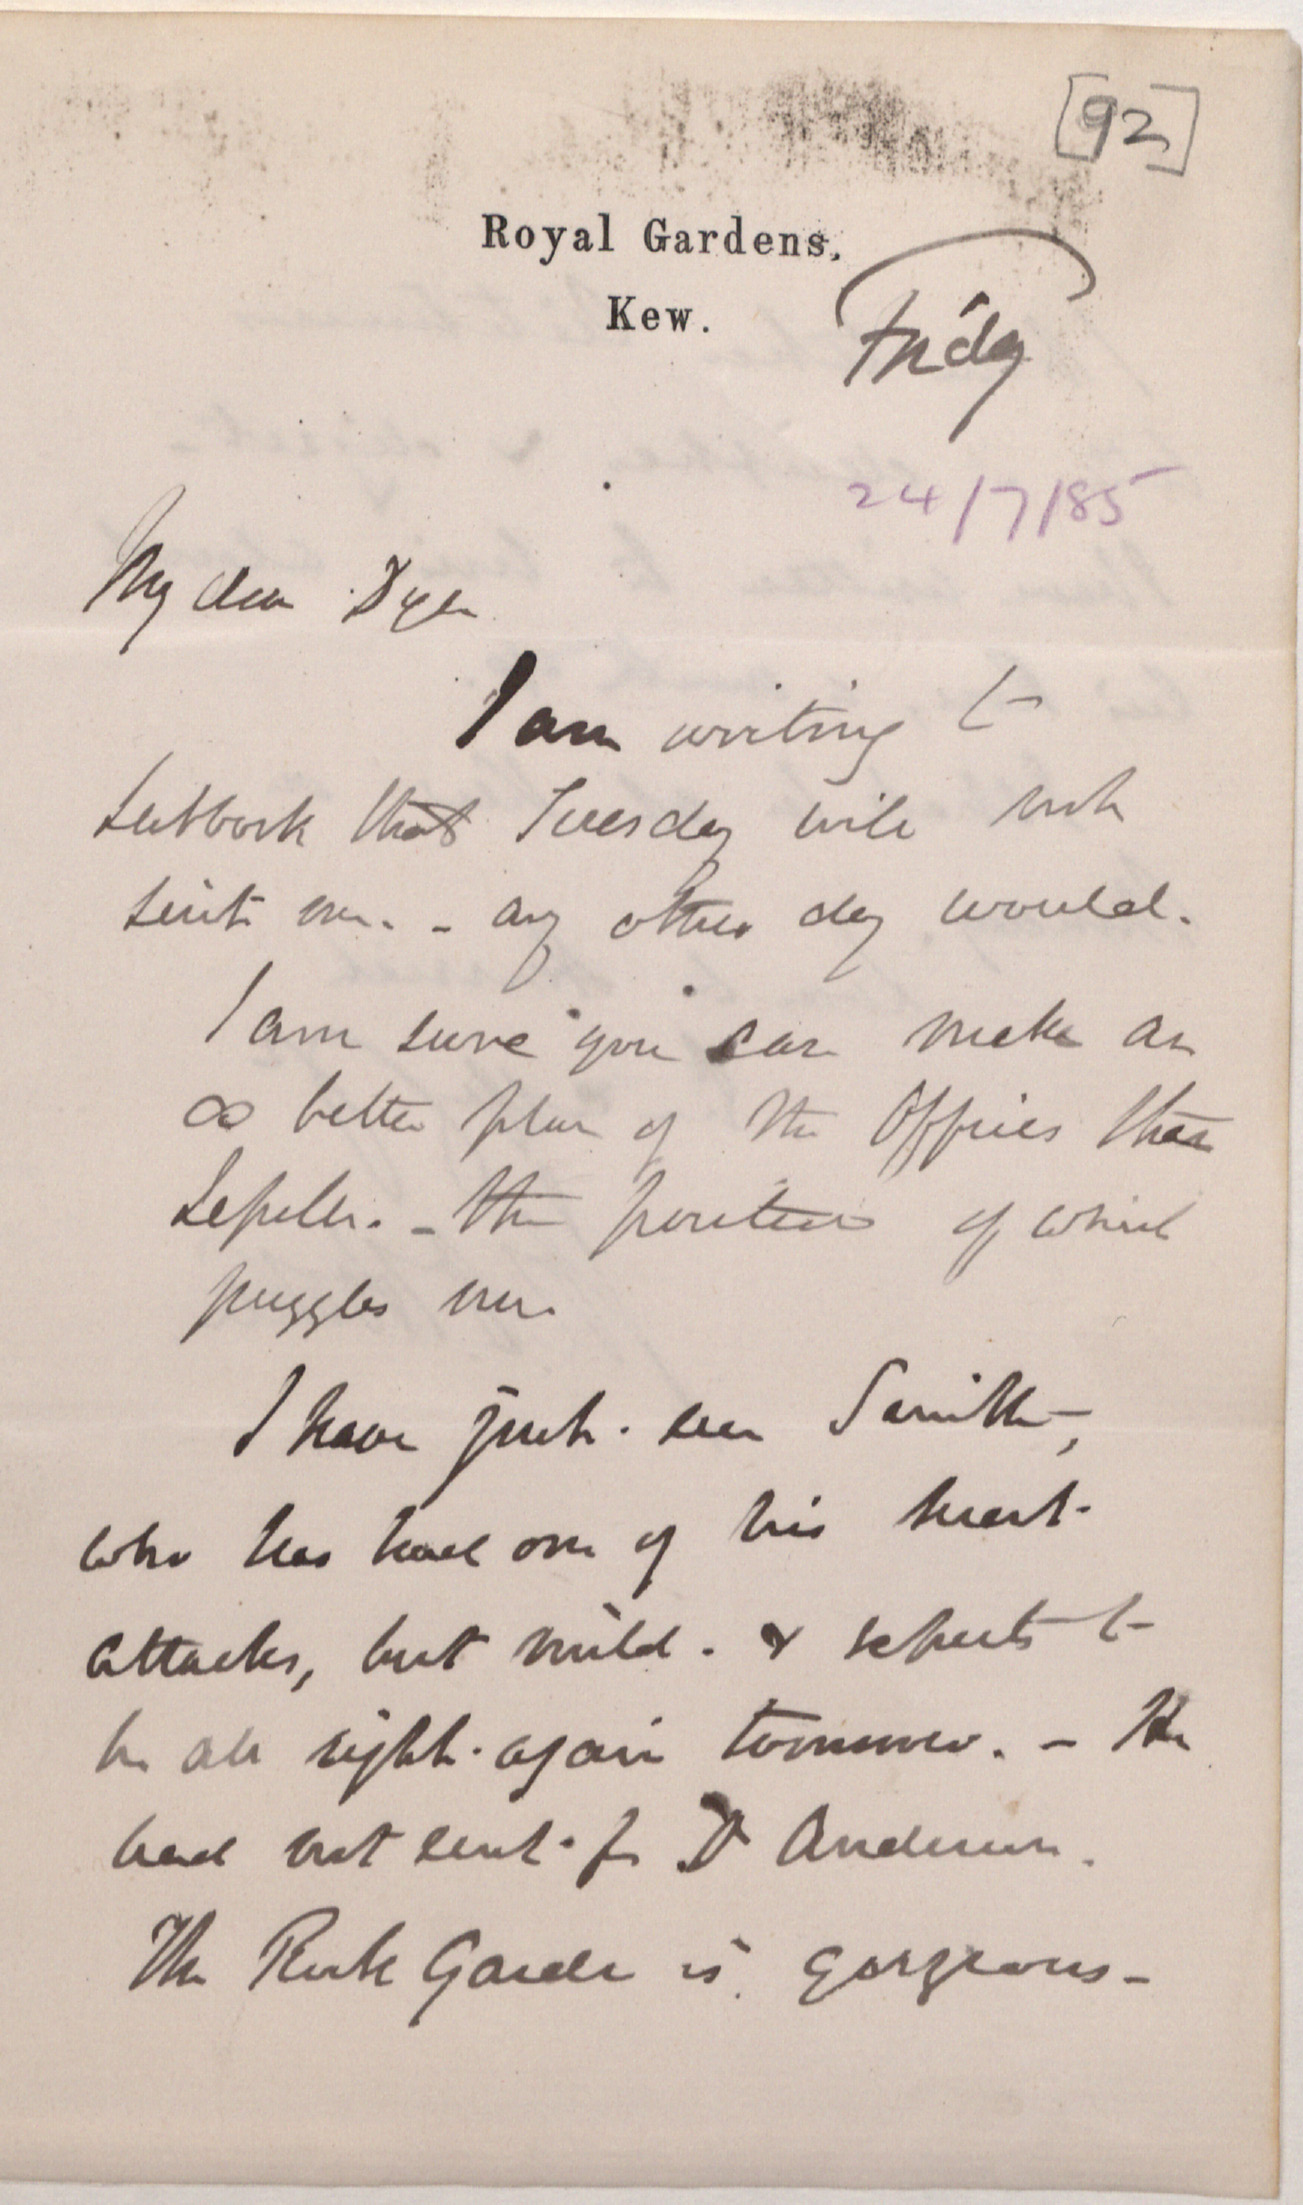 [92]
Royal Gardens,
Kew.
Friday
24/7/85
My dear Dyer
I am writing to
Lubbock that Tuesday will not
suit me. - any other day would.
I am sure you can make an
∞ better plan of the Offices than
- the position of which
puzzles me.
I have just seen Smith,
who has had one of his heart
attacks, but mild. & expects to
be all right again tomorrow. - He
had not sent for Dr Anderson.
The Rock Garden is gorgeous -